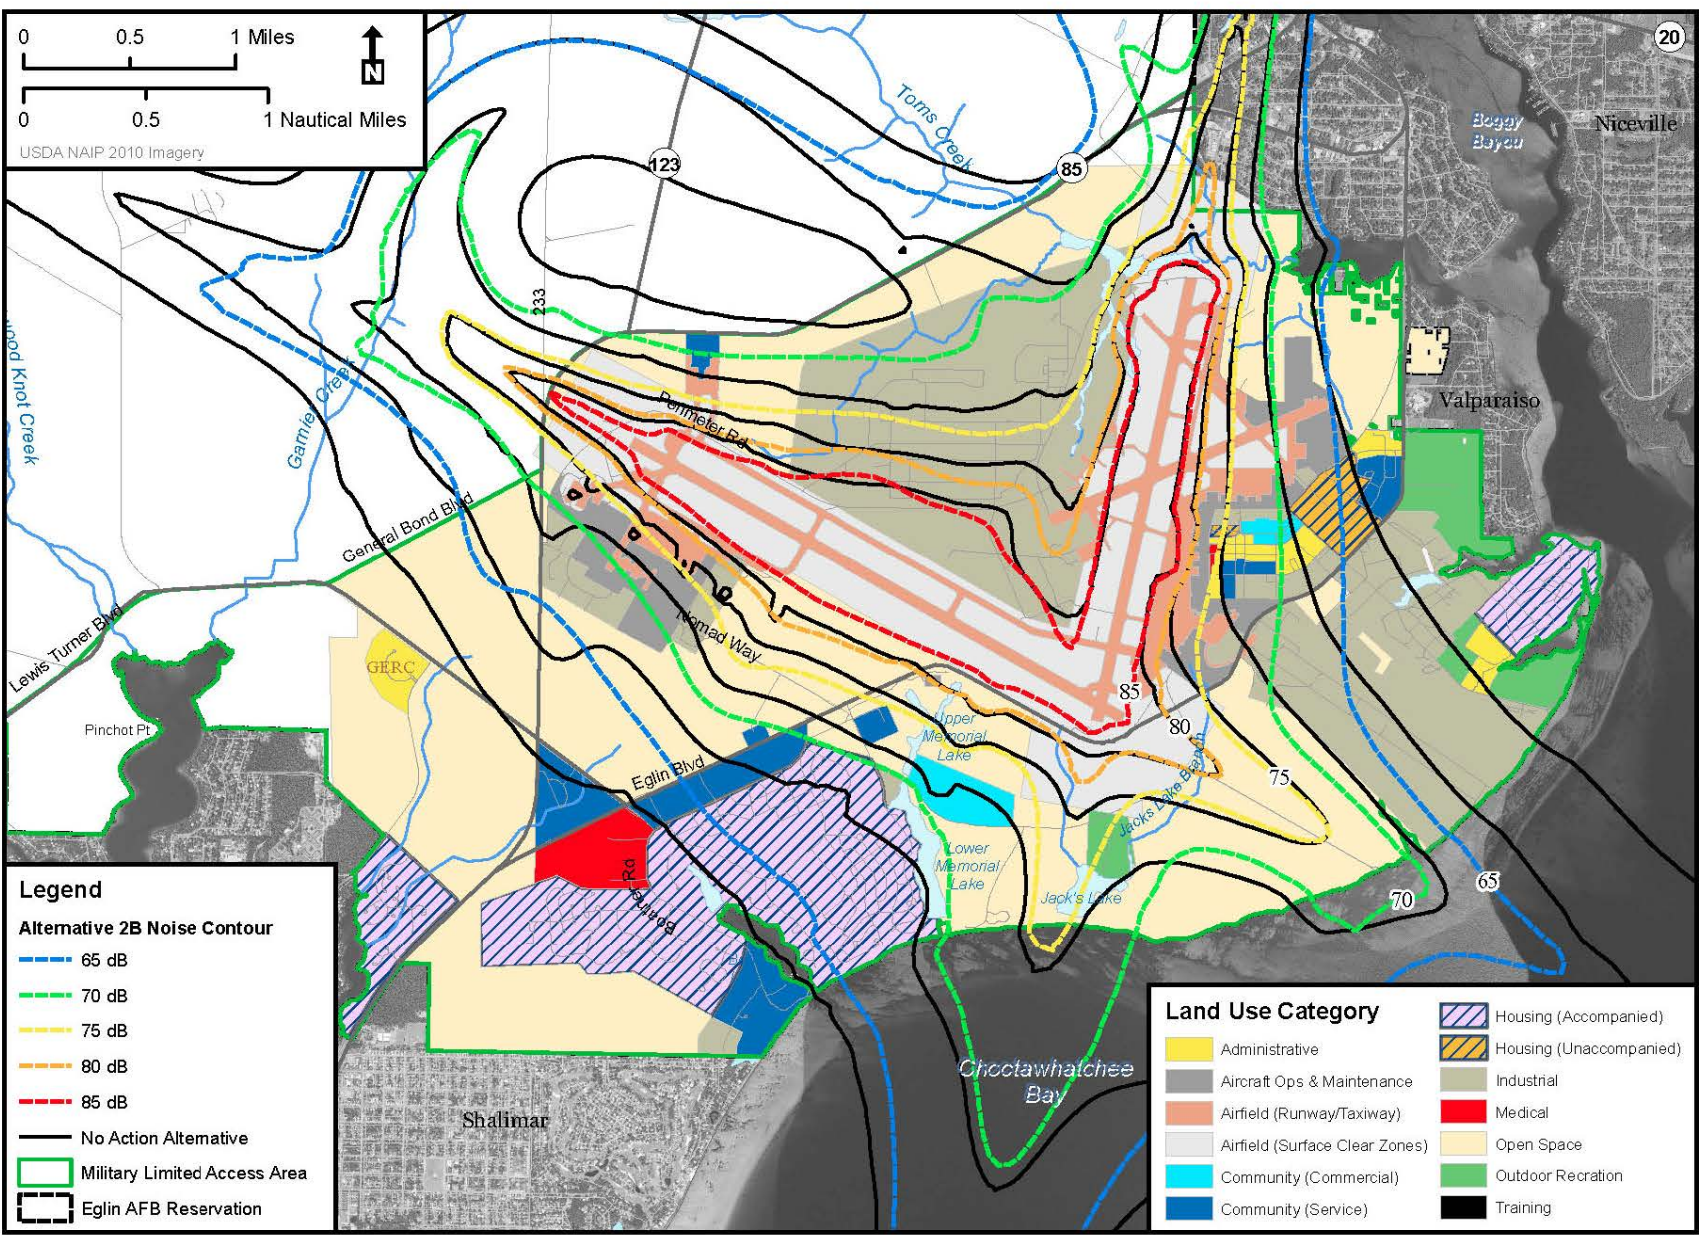 0 0.5 1 Miles
N
0 0.5 1 Nautical Miles
USDA NAIP 2010 Imagery
20
Toms Creek
Boggy
Bayou
Niceville
123
85
233
wood Knot Creek
Garnier Creek
Valparaiso
Perimeter Rd
General Bond Blvd
Nomad Way
Lewis Turner Blvd
GERC
85
80
Pinchot Pt
Upper
Memorial
Lake
Eglin Blvd
75
Jacks Lake Branch
Lower
Memorial
Lake
Boatner Rd
Jack's Lake
65
70
Choctawhatchee
Bay
Shalimar
Legend
Alternative 2B Noise Contour
65 dB
70 dB
75 dB
80 dB
85 dB
No Action Alternative
Military Limited Access Area
Eglin AFB Reservation
Land Use Category
Administrative
Aircraft Ops & Maintenance
Airfield (Runway/Taxiway)
Airfield (Surface Clear Zones)
Community (Commercial)
Community (Service)
Housing (Accompanied)
Housing (Unaccompanied)
Industrial
Medical
Open Space
Outdoor Recration
Training